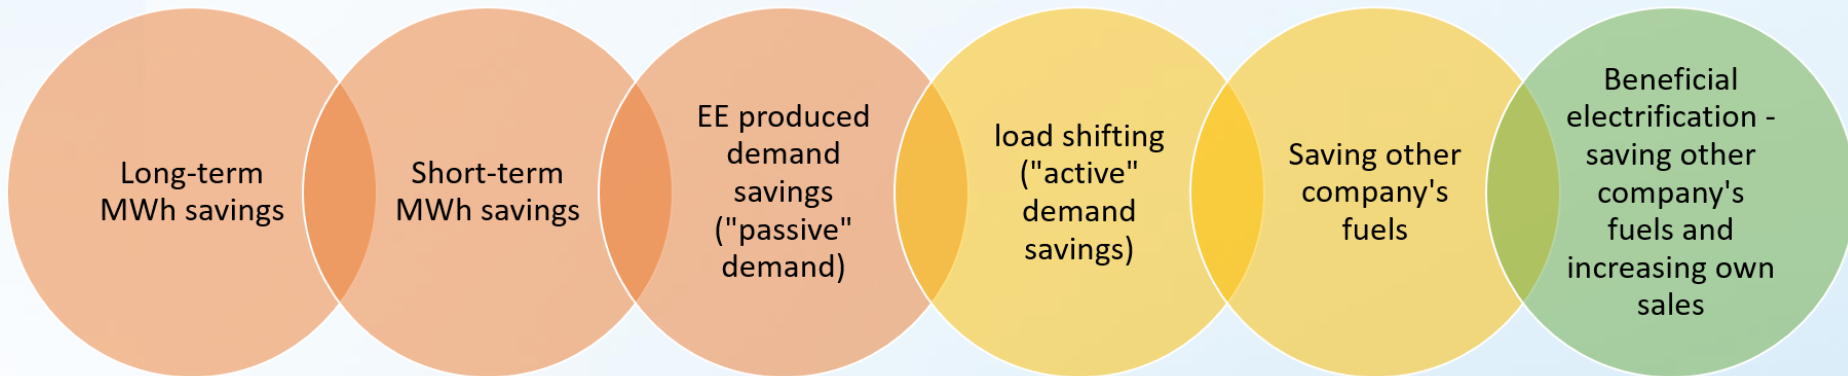 Long-term
MWh savings
Short-term
MWh savings
EE produced
demand
savings
("passive"
demand)
load shifting
("active"
demand
savings)
Saving other
company's
fuels
Beneficial
electrification -
saving other
company's
fuels and
increasing own
sales